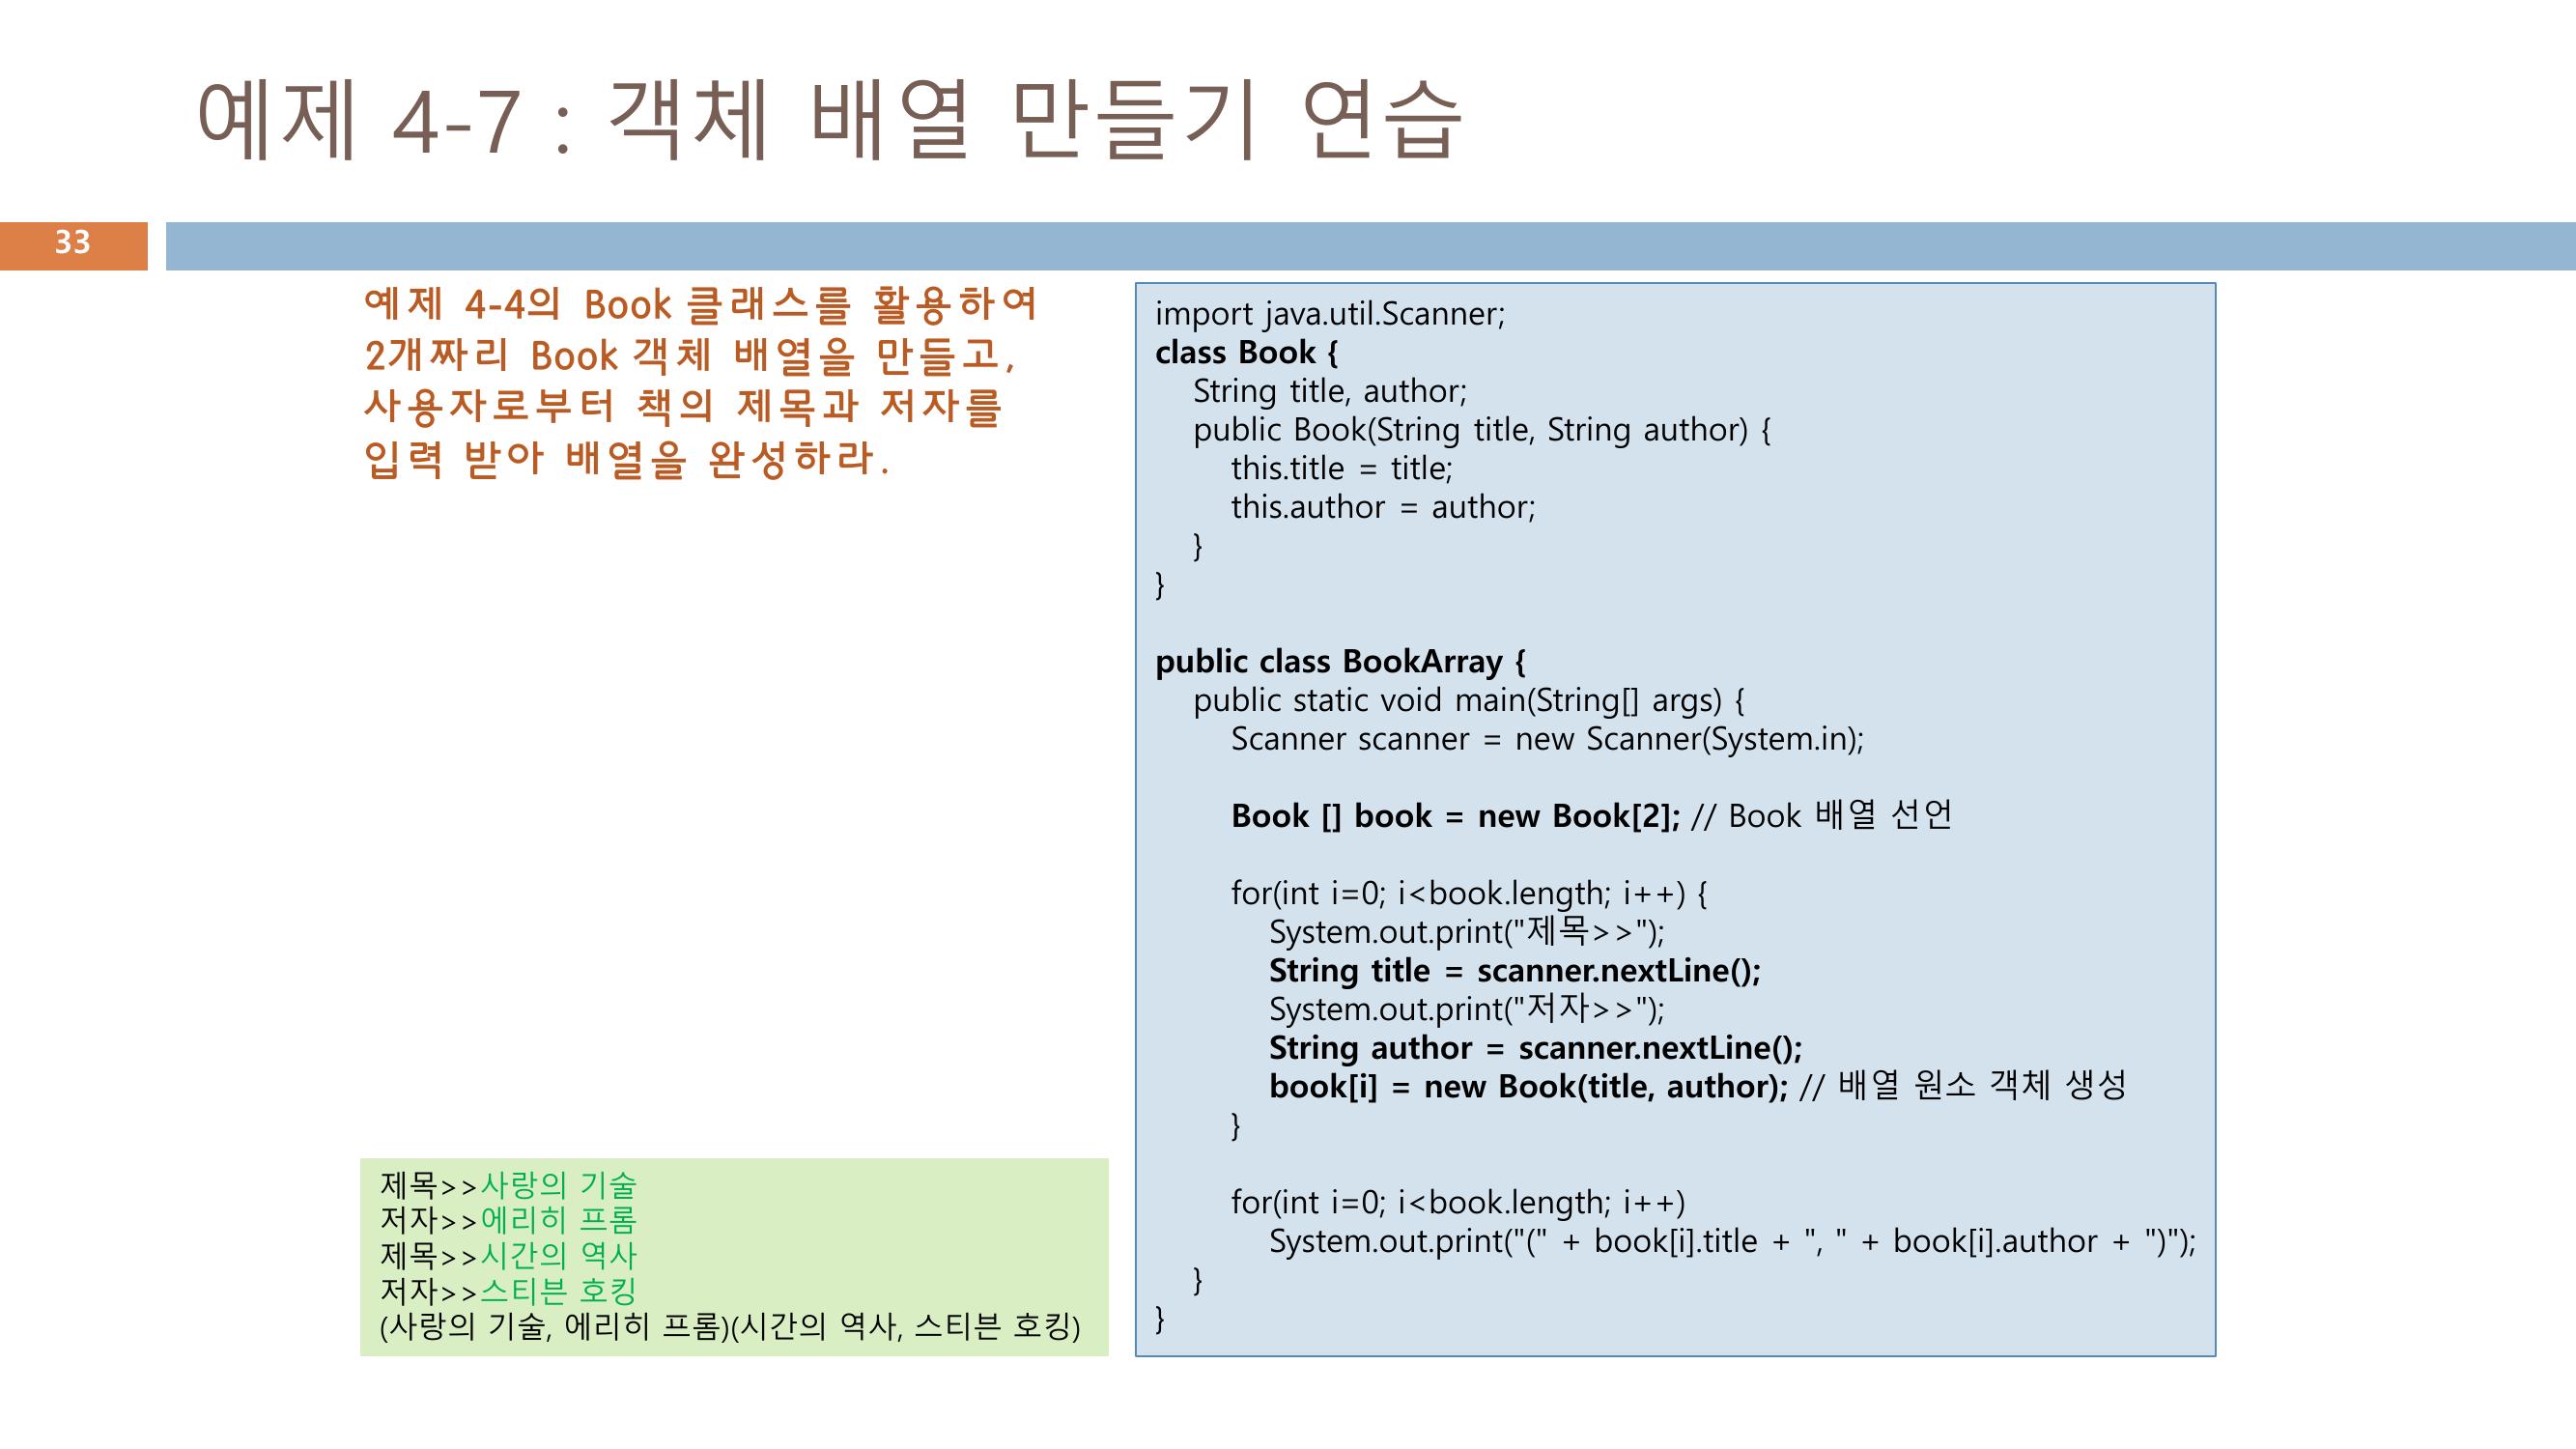 예제 4-7 : 객체 배열 만들기 연습
33
예제 4-4의 Book 클래스를 활용하여
2개짜리 Book 객체 배열을 만들고,
사용자로부터 책의 제목과 저자를
입력 받아 배열을 완성하라.
import java.util.Scanner;
class Book {
    String title, author;
    public Book(String title, String author) {
        this.title = title;
        this.author = author;
    }
}

public class BookArray {
    public static void main(String[] args) {
        Scanner scanner = new Scanner(System.in);

        Book [] book = new Book[2]; // Book 배열 선언

        for(int i=0; i<book.length; i++) {
            System.out.print("제목>>");
            String title = scanner.nextLine();
            System.out.print("저자>>");
            String author = scanner.nextLine();
            book[i] = new Book(title, author); // 배열 원소 객체 생성
        }

        for(int i=0; i<book.length; i++)
            System.out.print("(" + book[i].title + ", " + book[i].author + ")");
    }
}
제목>>사랑의 기술
저자>>에리히 프롬
제목>>시간의 역사
저자>>스티븐 호킹
(사랑의 기술, 에리히 프롬)(시간의 역사, 스티븐 호킹)